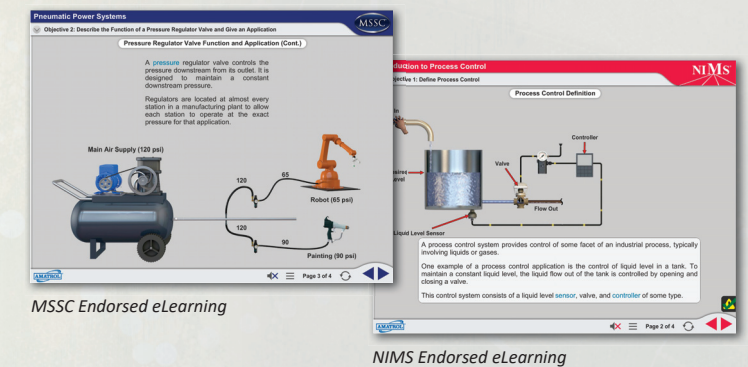 Pneumatic Power Systems
MSSC
Objective 2: Describe the Function of a Pressure Regulator Valve and Give an Application
Pressure Regulator Valve Function and Application (Cont.)
A pressure regulator valve controls the
pressure downstream from its outlet. It is
designed to maintain a constant
downstream pressure.
Regulators are located at almost every
station in a manufacturing plant to allow
each station to operate at the exact
pressure for that application.
Main Air Supply (120 psi)
120
65
Robot (65 psi)
120
90
Painting (90 psi)
AMATROL
Page 3 of 4
MSSC Endorsed eLearning
duction to Process Control
NIMS
jective 1: Define Process Control
Process Control Definition
In
Controller
Valve
Level
Flow Out
Liquid Level Sensor
A process control system provides control of some facet of an industrial process, typically
involving liquids or gases.
One example of a process control application is the control of liquid level in a tank. To
maintain a constant liquid level, the liquid flow out of the tank is controlled by opening and
closing a valve.
This control system consists of a liquid level sensor, valve, and controller of some type.
AMATROL
Page 2 of 4
NIMS Endorsed eLearning